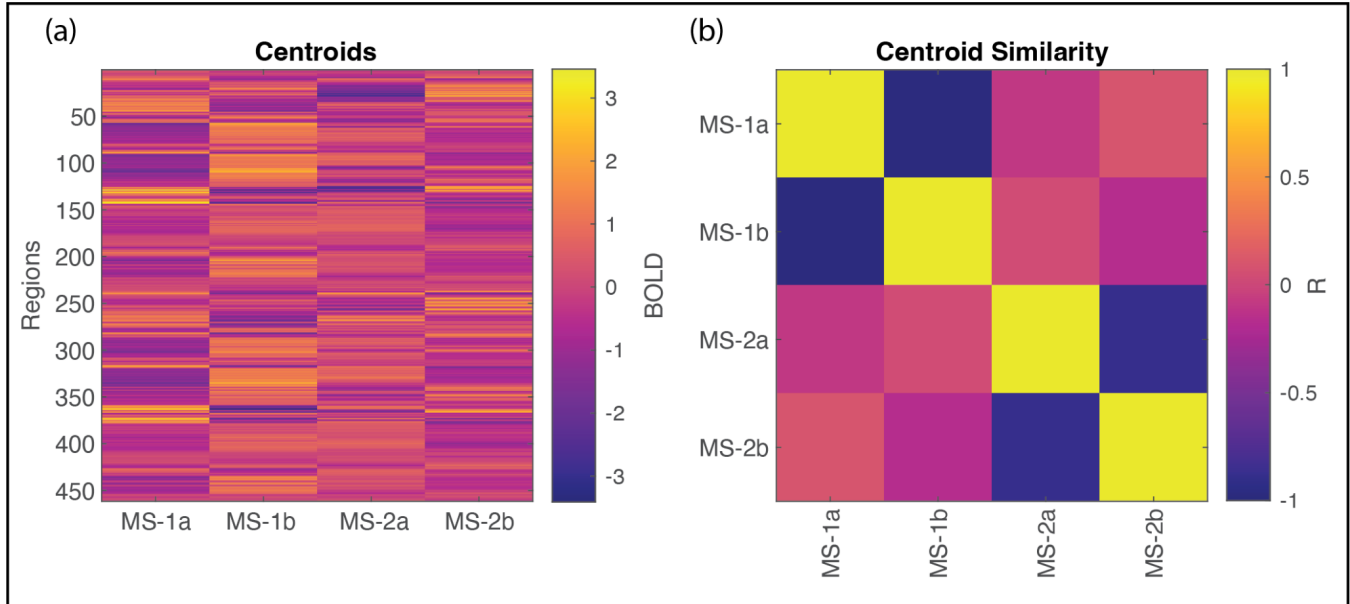 (a)
Centroids
50
100
150
200
250
300
350
400
450
Regions
MS-1a MS-1b MS-2a MS-2b
3
2
1
0
-1
-2
-3
BOLD
(b)
Centroid Similarity
MS-1a
MS-1b
MS-2a
MS-2b
MS-1a
MS-1b
MS-2a
MS-2b
1
0.5
0
-0.5
-1
R